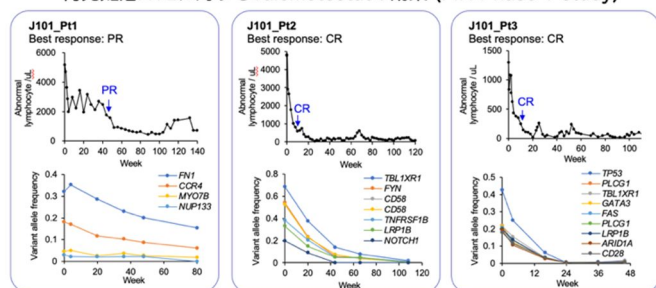 J101_Pt1
Best response: PR
Abnormal
lymphocyte /uL
6000
4000
2000
0
PR
0 20 40 60 80 100 120 140
Week
Variant allele frequency
0.4
0.3
0.2
0.1
0
FN1
CCR4
MYO7B
NUP133
0 20 40 60 80
Week
J101_Pt2
Best response: CR
Abnormal
lymphocyte / uL
5000
4000
3000
2000
1000
0
CR
0 20 40 60 80 100 120
Week
Variant allele frequency
0.8
0.6
0.4
0.2
0
TBL1XR1
FYN
CD58
CD58
TNFRSF1B
LRP1B
NOTCH1
0 20 40 60 80 100 120
Week
J101_Pt3
Best response: CR
Abnormal
lymphocyte /uL
1500
1000
500
0
CR
0 20 40 60 80 100
Week
Variant allele frequency
0.5
0.4
0.3
0.2
0.1
0
TP53
PLCG1
TBL1XR1
GATA3
FAS
PLCG1
LRP1B
ARID1A
CD28
0 12 24 36 48
Week